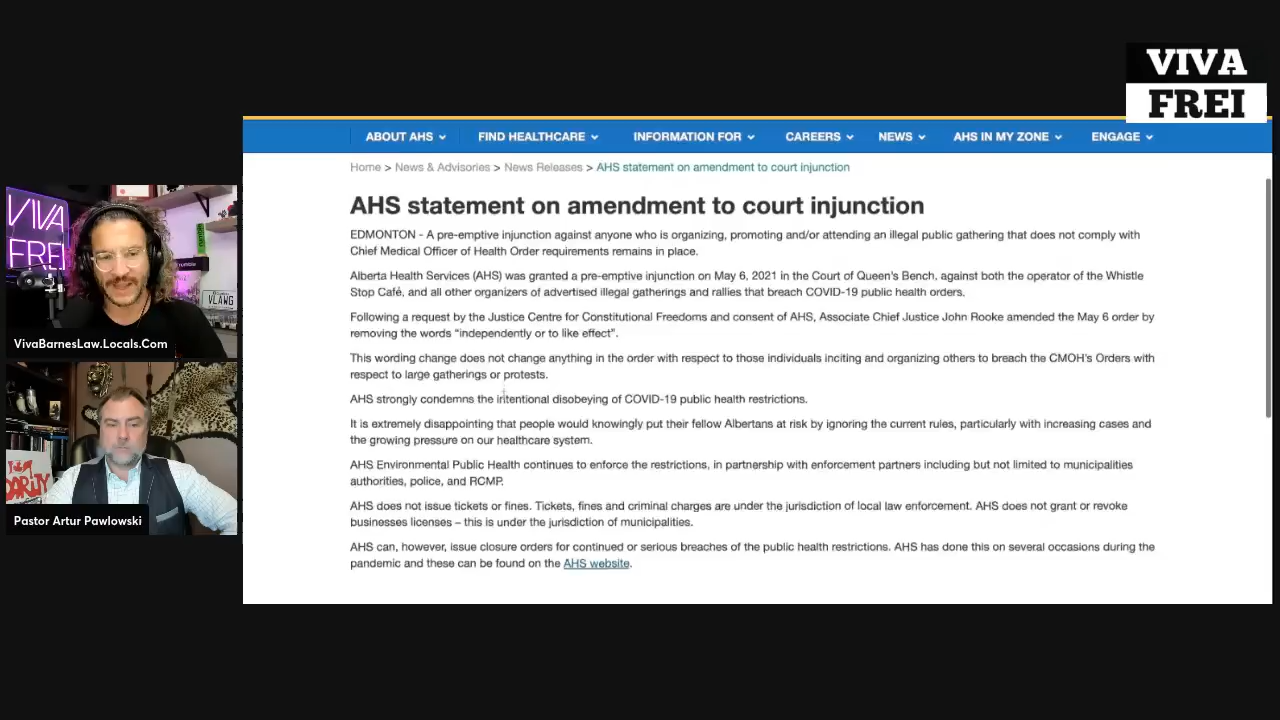 VIVA
FREI
ABOUT AHS
FIND HEALTHCARE
INFORMATION FOR
CAREERS
NEWS
AHS IN MY ZONE
ENGAGE
Home > News & Advisories > News Releases > AHS statement on amendment to court injunction
AHS statement on amendment to court injunction
EDMONTON - A pre-emptive injunction against anyone who is organizing, promoting and/or attending an illegal public gathering that does not comply with
Chief Medical Officer of Health Order requirements remains in place.
Alberta Health Services (AHS) was granted a pre-emptive injunction on May 6, 2021 in the Court of Queen's Bench, against both the operator of the Whistle
Stop Café, and all other organizers of advertised illegal gatherings and rallies that breach COVID-19 public health orders.
Following a request by the Justice Centre for Constitutional Freedoms and consent of AHS, Associate Chief Justice John Rooke amended the May 6 order by
removing the words "independently or to like effect".
This wording change does not change anything in the order with respect to those individuals inciting and organizing others to breach the CMOH's Orders with
respect to large gatherings or protests.
AHS strongly condemns the intentional disobeying of COVID-19 public health restrictions.
It is extremely disappointing that people would knowingly put their fellow Albertans at risk by ignoring the current rules, particularly with increasing cases and
the growing pressure on our healthcare system.
AHS Environmental Public Health continues to enforce the restrictions, in partnership with enforcement partners including but not limited to municipalities
authorities, police, and RCMP.
AHS does not issue tickets or fines. Tickets, fines and criminal charges are under the jurisdiction of local law enforcement. AHS does not grant or revoke
businesses licenses – this is under the jurisdiction of municipalities.
AHS can, however, issue closure orders for continued or serious breaches of the public health restrictions. AHS has done this on several occasions during the
pandemic and these can be found on the AHS website.
VIVA
FREI
VLAWG
VivaBarnesLaw.Locals.Com
Pastor Artur Pawlowski